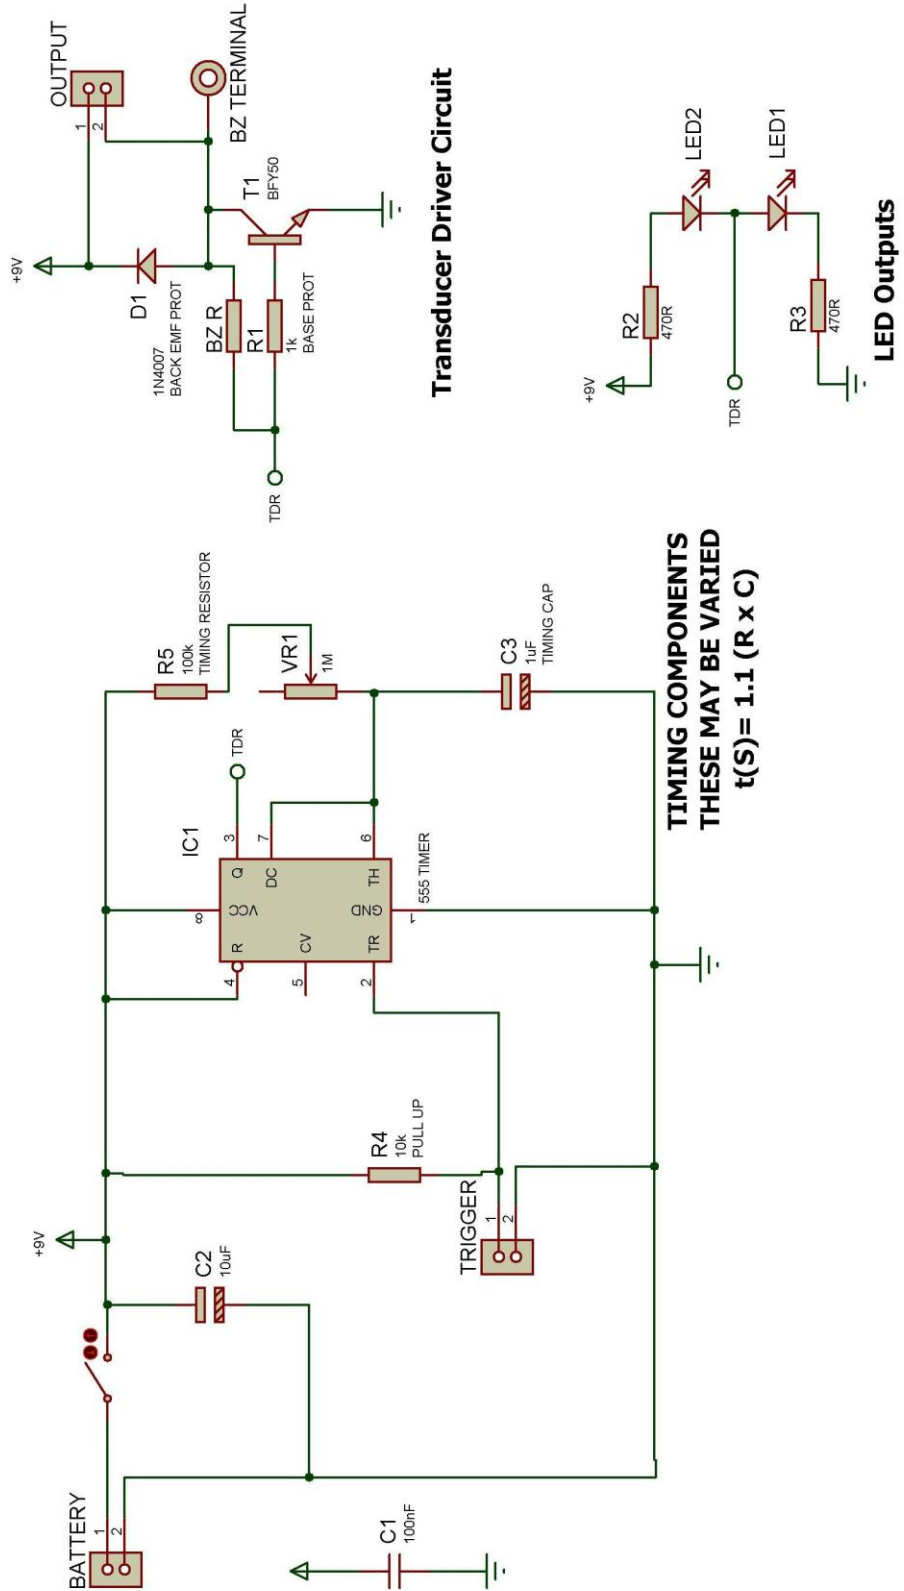 BATTERY
1
2
C1
100nF
+9V
C2
10uF
TRIGGER
1
2
R4
10k
PULL UP
IC1
4
R
8
VCC
3
Q
TDR
5
CV
DC
7
2
TR
GND
1
TH
6
555 TIMER
R5
100k
TIMING RESISTOR
VR1
1M
C3
1uF
TIMING CAP
TIMING COMPONENTS
THESE MAY BE VARIED
t(S)= 1.1 (R x C)
+9V
OUTPUT
1
2
D1
1N4007
BACK EMF PROT
BZ TERMINAL
BZ R
R1
1k
BASE PROT
T1
BFY50
TDR
Transducer Driver Circuit
+9V
R2
470R
LED2
TDR
LED1
R3
470R
LED Outputs